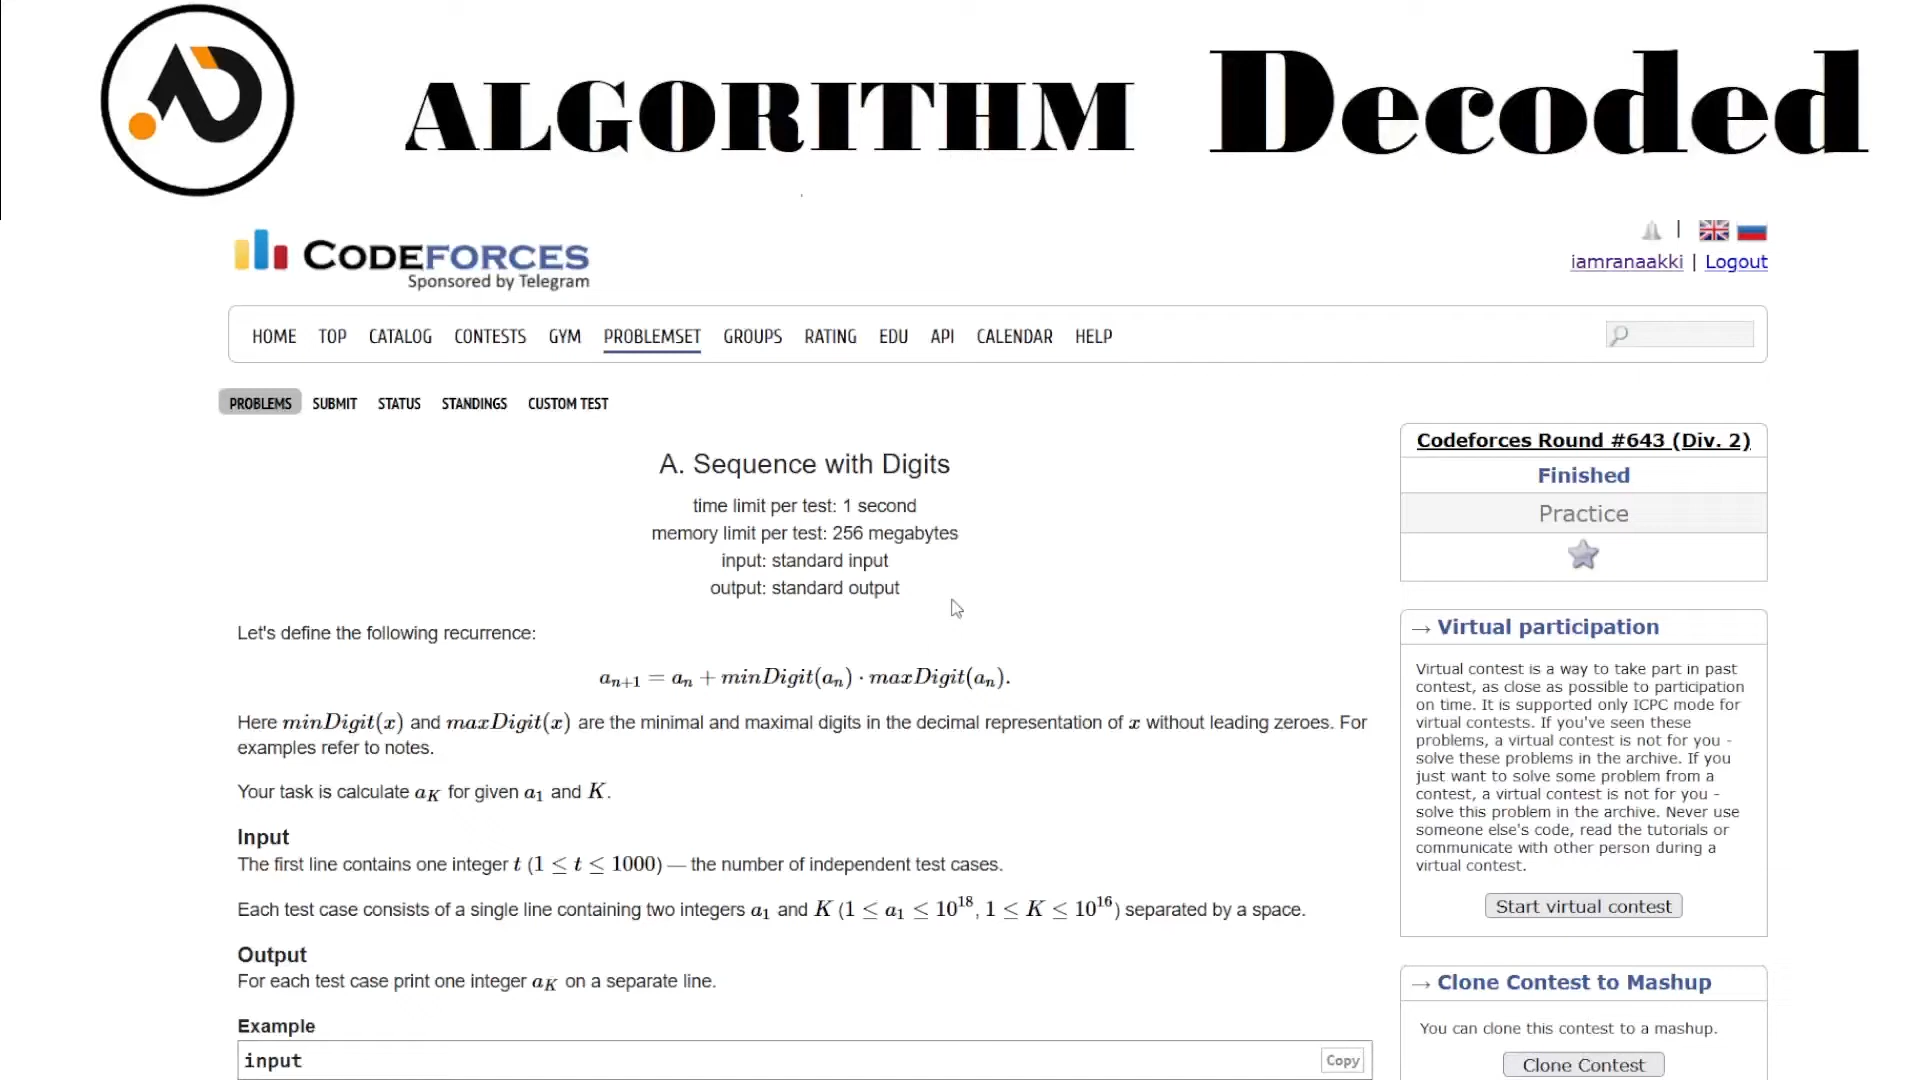 ALGORITHM Decoded
CODEFORCES
Sponsored by Telegram
|
iamranaakki | Logout
HOME TOP CATALOG CONTESTS GYM PROBLEMSET GROUPS RATING EDU API CALENDAR HELP
PROBLEMS SUBMIT STATUS STANDINGS CUSTOM TEST
A. Sequence with Digits
time limit per test: 1 second
memory limit per test: 256 megabytes
input: standard input
output: standard output
Let's define the following recurrence:
aₙ₊₁ = aₙ + minDigit(aₙ) · maxDigit(aₙ).
Here minDigit(x) and maxDigit(x) are the minimal and maximal digits in the decimal representation of x without leading zeroes. For
examples refer to notes.
Your task is calculate a_K for given a₁ and K.
Input
The first line contains one integer t (1 ≤ t ≤ 1000) — the number of independent test cases.
Each test case consists of a single line containing two integers a₁ and K (1 ≤ a₁ ≤ 10¹⁸, 1 ≤ K ≤ 10¹⁶) separated by a space.
Output
For each test case print one integer a_K on a separate line.
Example
input
Copy
Codeforces Round #643 (Div. 2)
Finished
Practice
→ Virtual participation
Virtual contest is a way to take part in past
contest, as close as possible to participation
on time. It is supported only ICPC mode for
virtual contests. If you've seen these
problems, a virtual contest is not for you -
solve these problems in the archive. If you
just want to solve some problem from a
contest, a virtual contest is not for you -
solve this problem in the archive. Never use
someone else's code, read the tutorials or
communicate with other person during a
virtual contest.
Start virtual contest
→ Clone Contest to Mashup
You can clone this contest to a mashup.
Clone Contest